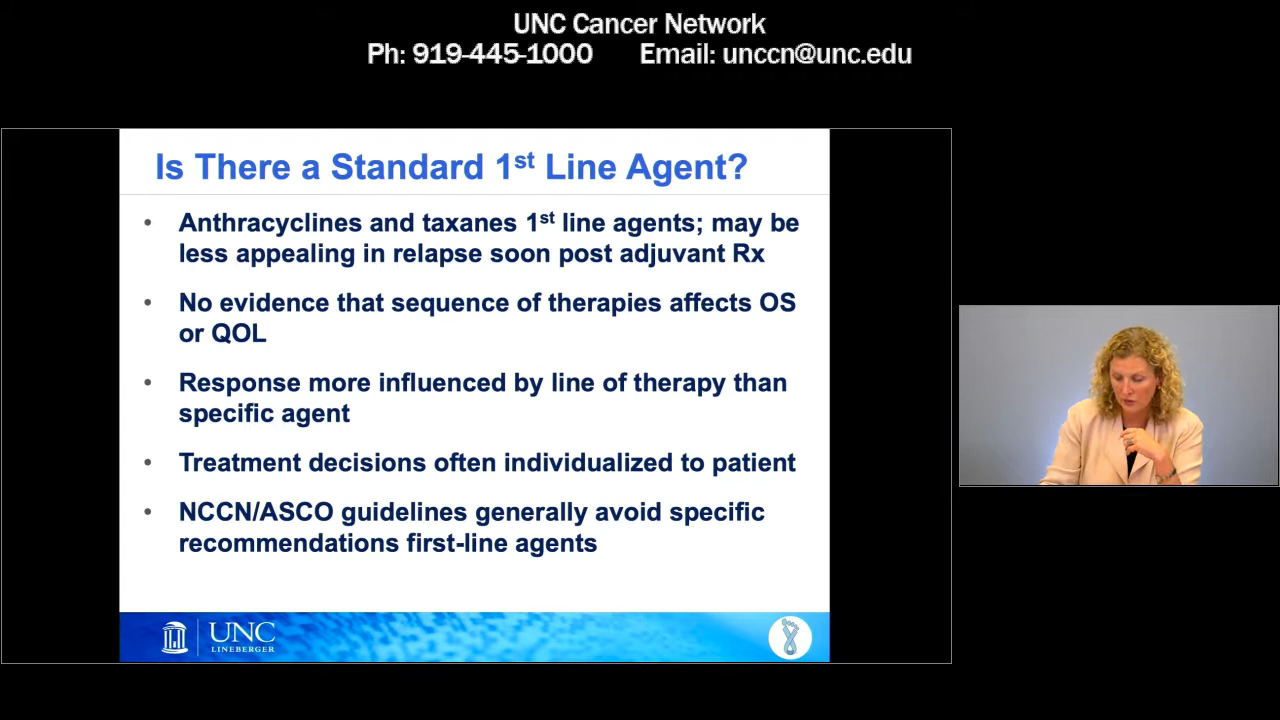 UNC Cancer Network
Ph: 919-445-1000 Email: unccn@unc.edu
Is There a Standard 1st Line Agent?
• Anthracyclines and taxanes 1st line agents; may be
less appealing in relapse soon post adjuvant Rx
• No evidence that sequence of therapies affects OS
or QOL
• Response more influenced by line of therapy than
specific agent
• Treatment decisions often individualized to patient
• NCCN/ASCO guidelines generally avoid specific
recommendations first-line agents
UNC
LINEBERGER